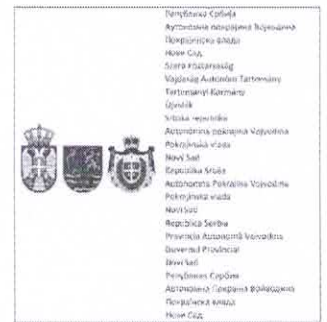 Република Србија
Аутономна покрајина Војводина
Покрајинска влада
Нови Сад
Szerb Köztársaság
Vajdaság Autonóm Tartomány
Tartományi Kormány
Újvidék
Srbská republika
Autonómna pokrajina Vojvodina
Pokrajinská vláda
Nový Sad
Republika Srbija
Autonomna Pokrajina Vojvodina
Pokrajinska vlada
Novi Sad
Republica Serbia
Provincia Autonomă Voivodina
Guvernul Provincial
Novi Sad
Републик Сербия
Автономна Покраїна Войводина
Покраїнска влада
Нови Сад